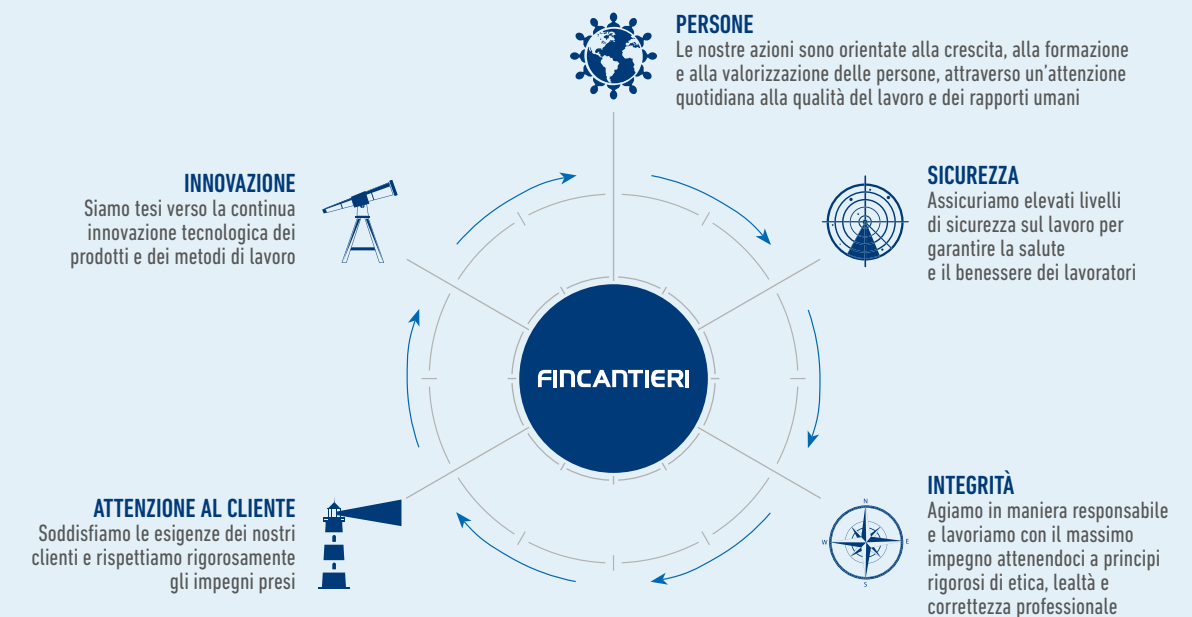 PERSONE
Le nostre azioni sono orientate alla crescita, alla formazione
e alla valorizzazione delle persone, attraverso un'attenzione
quotidiana alla qualità del lavoro e dei rapporti umani
INNOVAZIONE
Siamo tesi verso la continua
innovazione tecnologica dei
prodotti e dei metodi di lavoro
SICUREZZA
Assicuriamo elevati livelli
di sicurezza sul lavoro per
garantire la salute
e il benessere dei lavoratori
FINCANTIERI
ATTENZIONE AL CLIENTE
Soddisfiamo le esigenze dei nostri
clienti e rispettiamo rigorosamente
gli impegni presi
N
W E
S
INTEGRITÀ
Agiamo in maniera responsabile
e lavoriamo con il massimo
impegno attenendoci a principi
rigorosi di etica, lealtà e
correttezza professionale